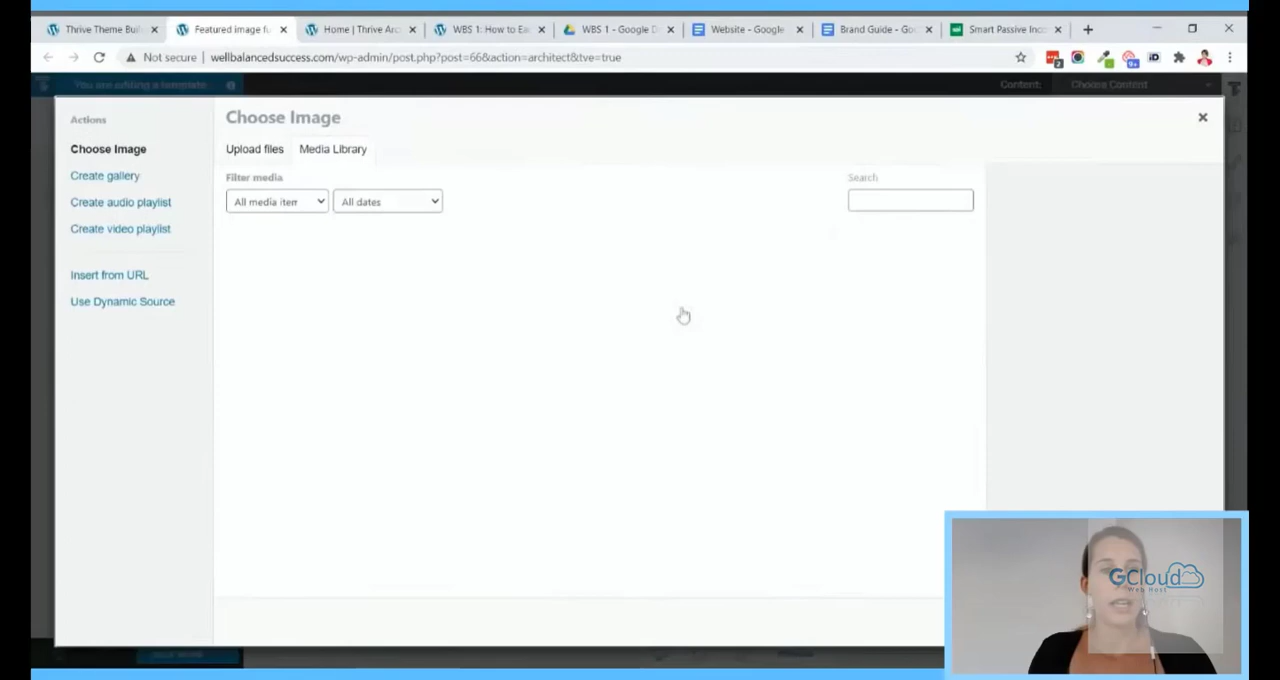 Thrive Theme Buil
Featured image fu
Home | Thrive Arc
WBS 1: How to Ea
WBS 1 - Google D
Website - Google
Brand Guide - Goo
Smart Passive Inco
Not secure | wellbalancedsuccess.com/wp-admin/post.php?post=66&action=architect&tve=true
You are editing a template
Content:
Choose Content
Actions
Choose Image
Choose Image
Upload files
Media Library
Create gallery
Filter media
Search
Create audio playlist
All media item
All dates
Create video playlist
Insert from URL
Use Dynamic Source
GCloud
Web Host